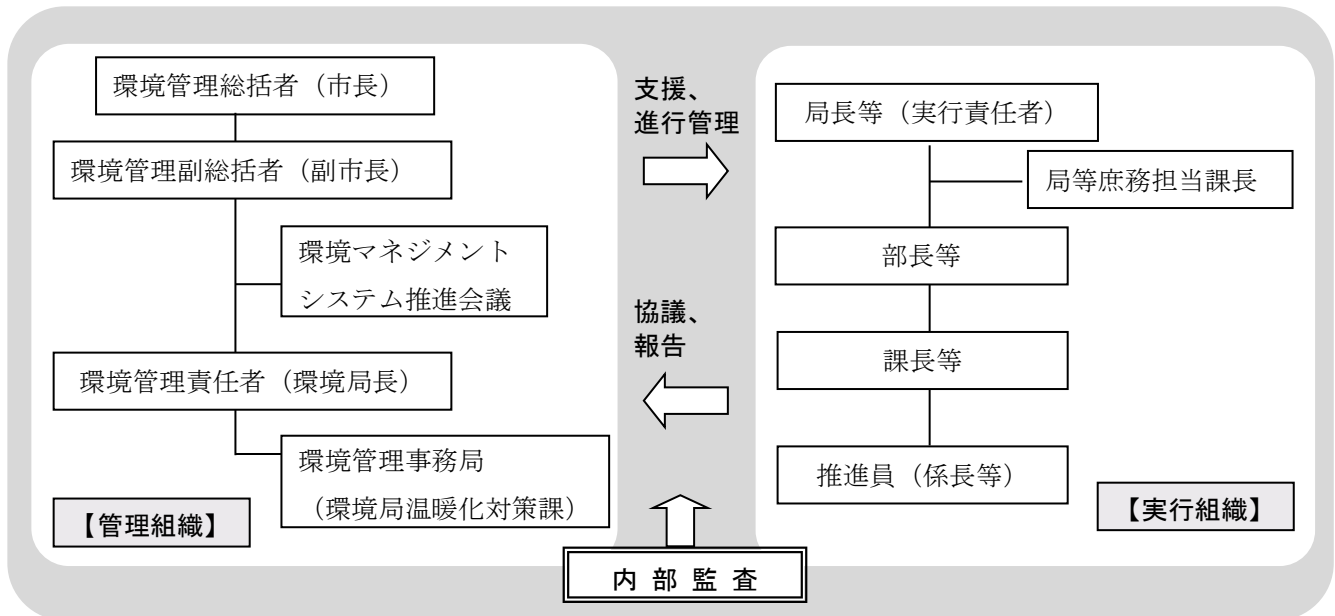 環境管理総括者（市長）
環境管理副総括者（副市長）
環境マネジメント
システム推進会議
環境管理責任者（環境局長）
環境管理事務局
（環境局温暖化対策課）
【管理組織】
支援、
進行管理
協議、
報告
内部監査
局長等（実行責任者）
局等庶務担当課長
部長等
課長等
推進員（係長等）
【実行組織】